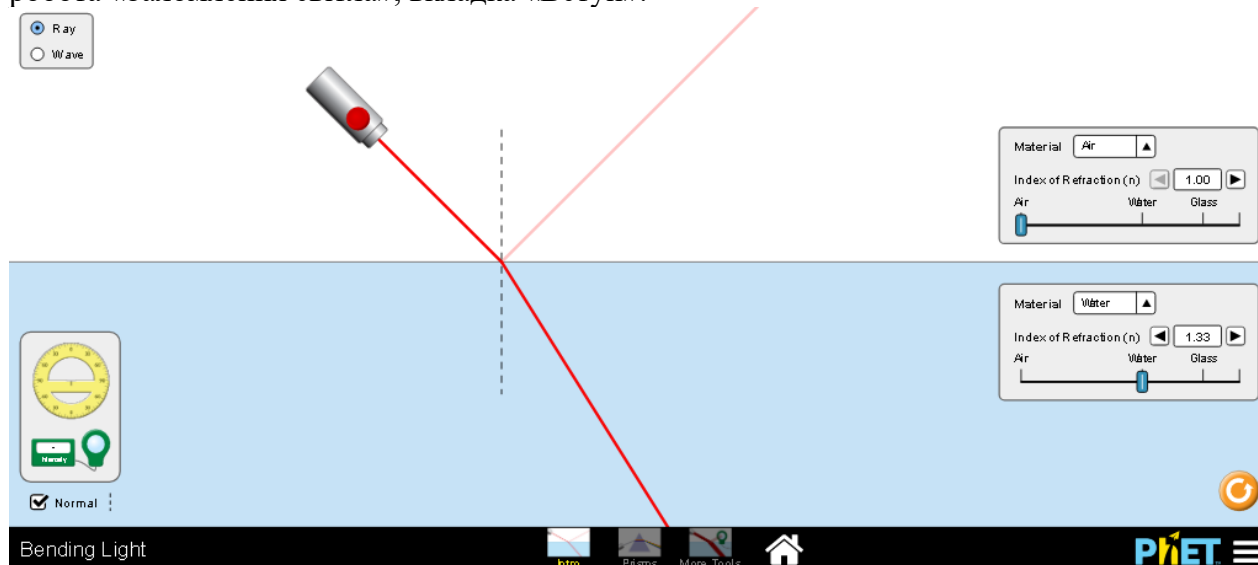 Ray
Wave
Material Air
Index of Refraction (n) 1.00
Air Water Glass
Material Water
Index of Refraction (n) 1.33
Air Water Glass
Normal
Bending Light
Intro Prisms More Tools
PhET